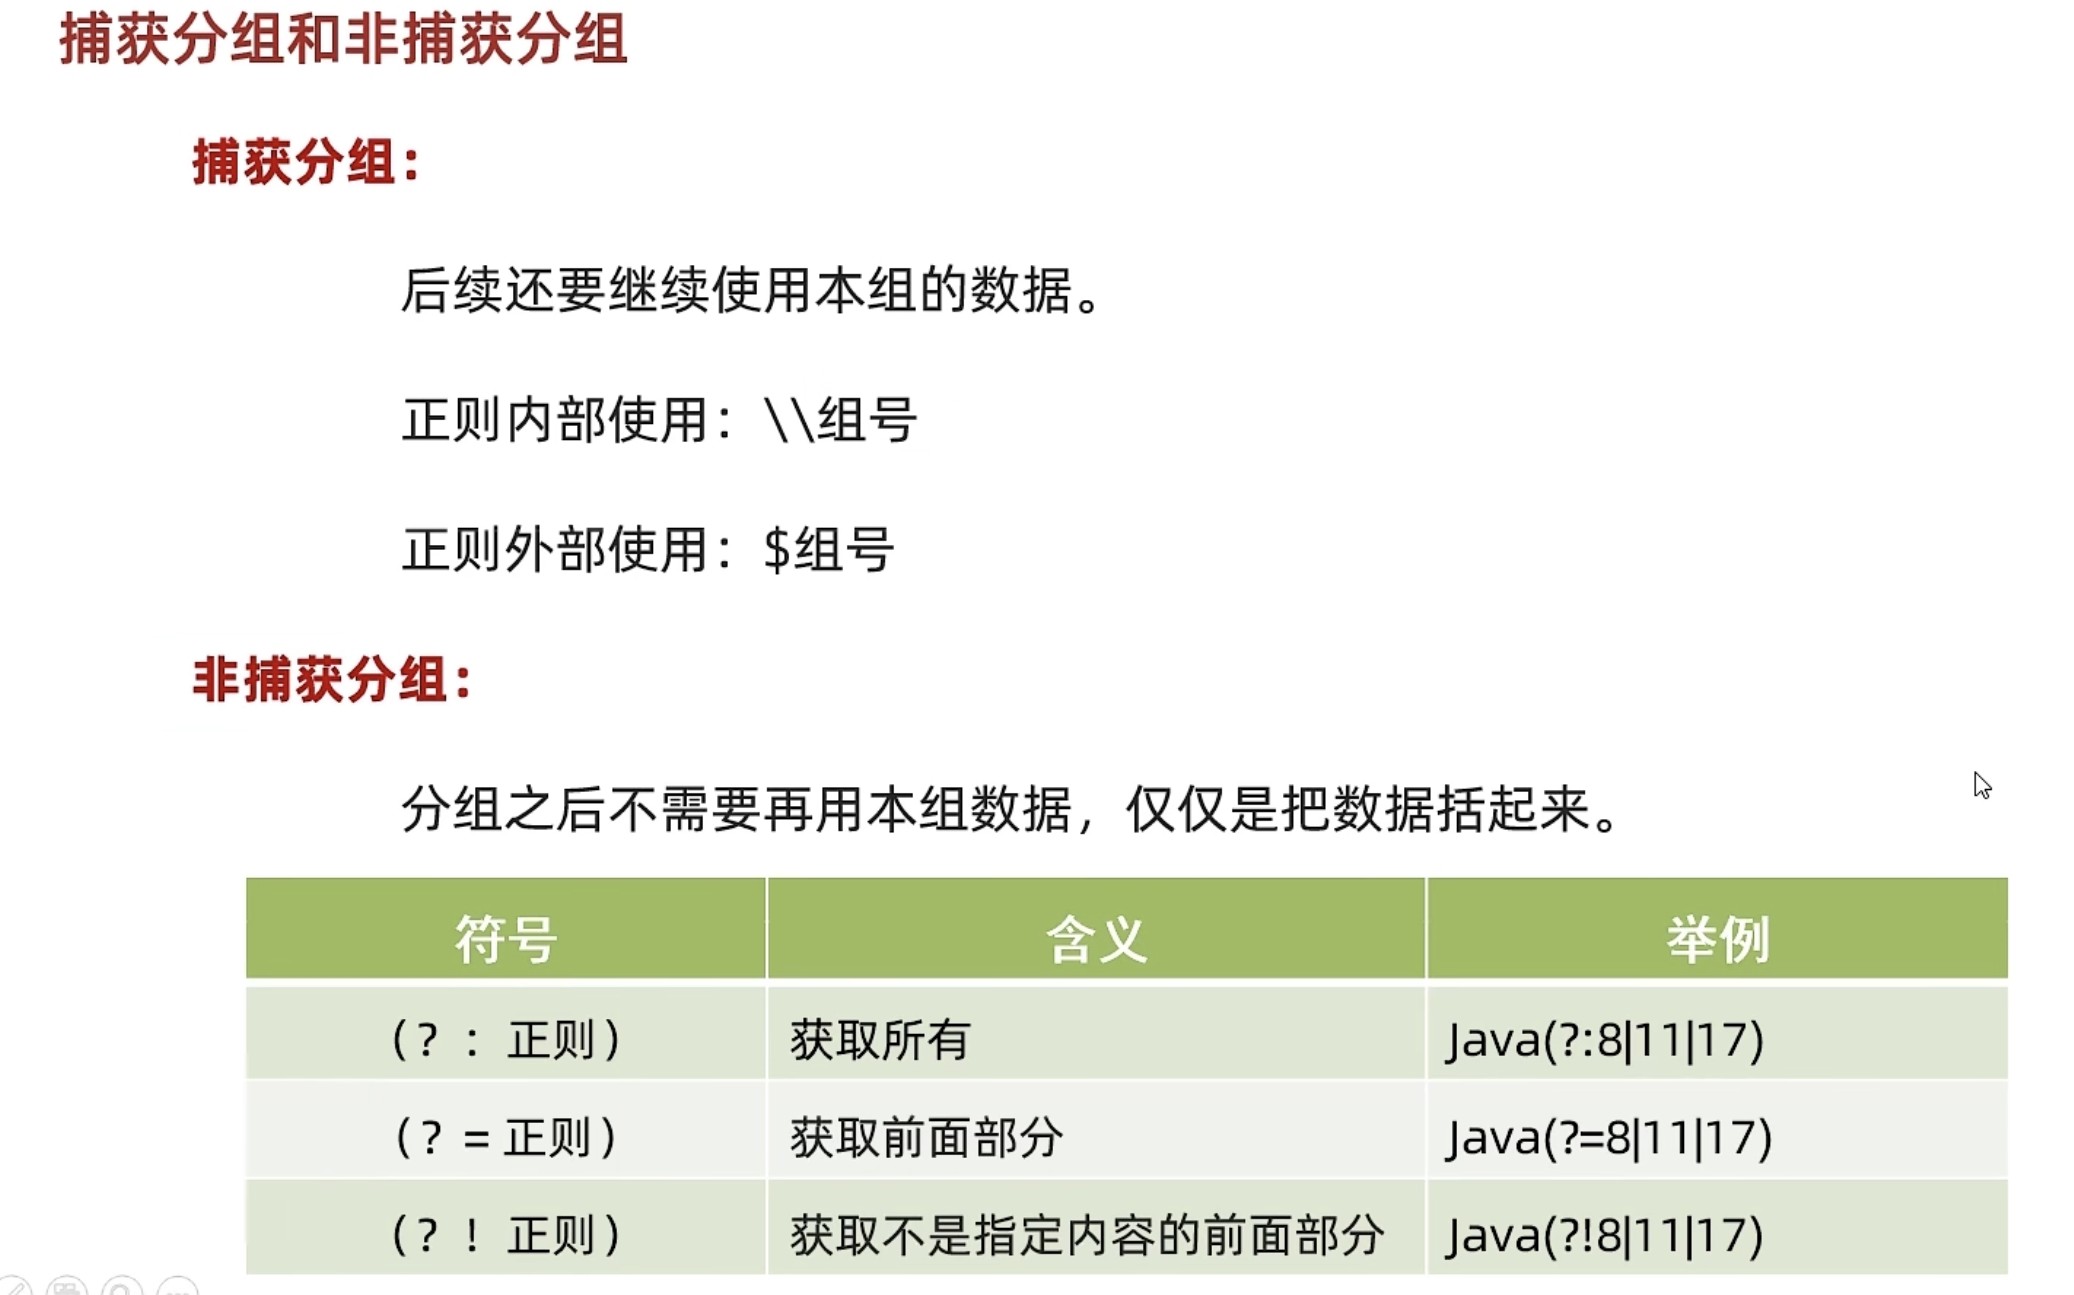 捕获分组和非捕获分组
捕获分组：
后续还要继续使用本组的数据。
正则内部使用：\\组号
正则外部使用：$组号
非捕获分组：
分组之后不需要再用本组数据，仅仅是把数据括起来。
符号 含义 举例
（? ：正则） 获取所有 Java(?:8|11|17)
（? = 正则） 获取前面部分 Java(?=8|11|17)
（? ！正则） 获取不是指定内容的前面部分 Java(?!8|11|17)